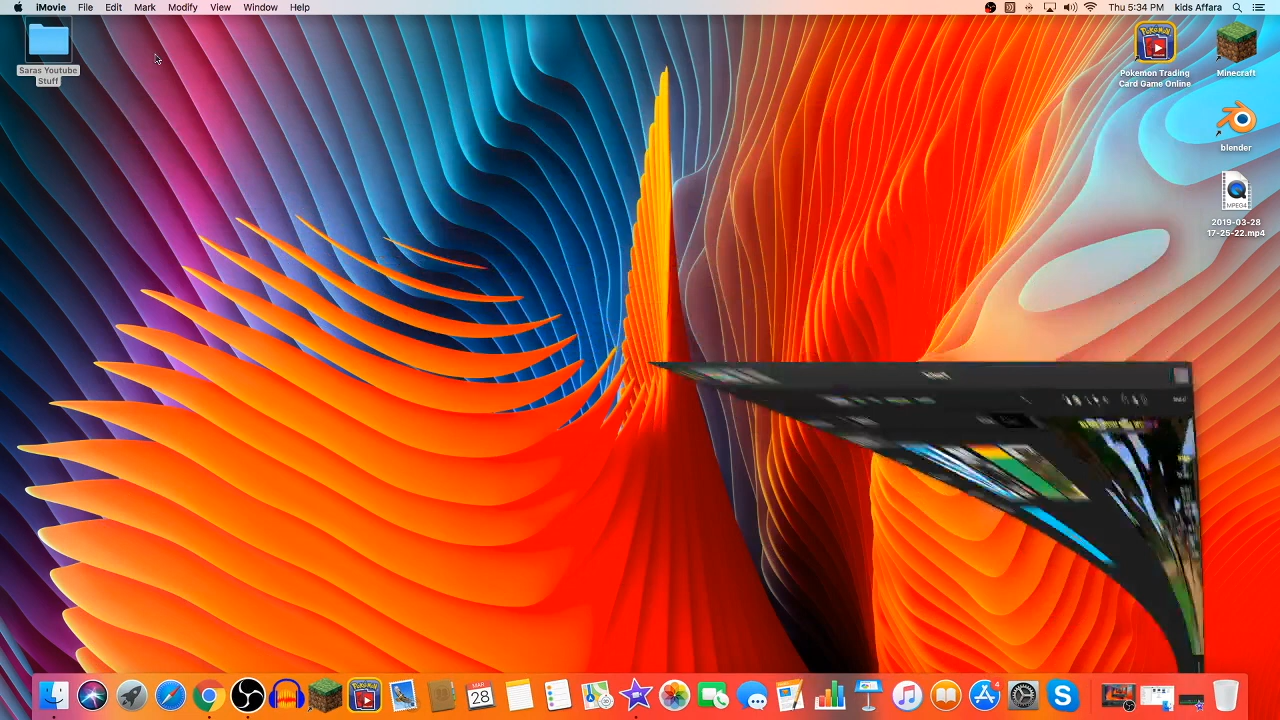 iMovie File Edit Mark Modify View Window Help Thu 5:34 PM kids Affara
Saras Youtube
Stuff
Pokemon Trading
Card Game Online
Minecraft
blender
MPEG4
2019-03-28
17-25-22.mp4
MAR
28
4